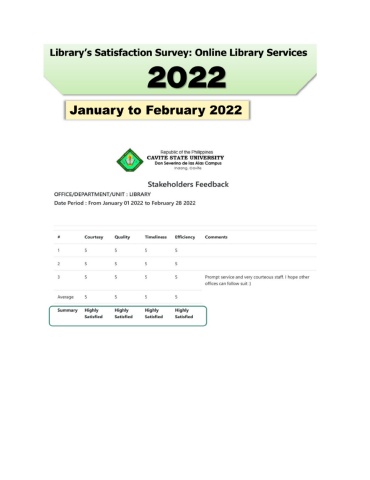 Library's Satisfaction Survey: Online Library Services
2022
January to February 2022
Republic of the Philippines
CAVITE STATE UNIVERSITY
Don Severino de las Alas Campus
Indang, Cavite
Stakeholders Feedback
OFFICE/DEPARTMENT/UNIT : LIBRARY
Date Period : From January 01 2022 to February 28 2022
# Courtesy Quality Timeliness Efficiency Comments
1 5 5 5 5
2 5 5 5 5
3 5 5 5 5 Prompt service and very courteous staff. I hope other
offices can follow suit :)
Average 5 5 5 5
Summary Highly Highly Highly Highly
Satisfied Satisfied Satisfied Satisfied